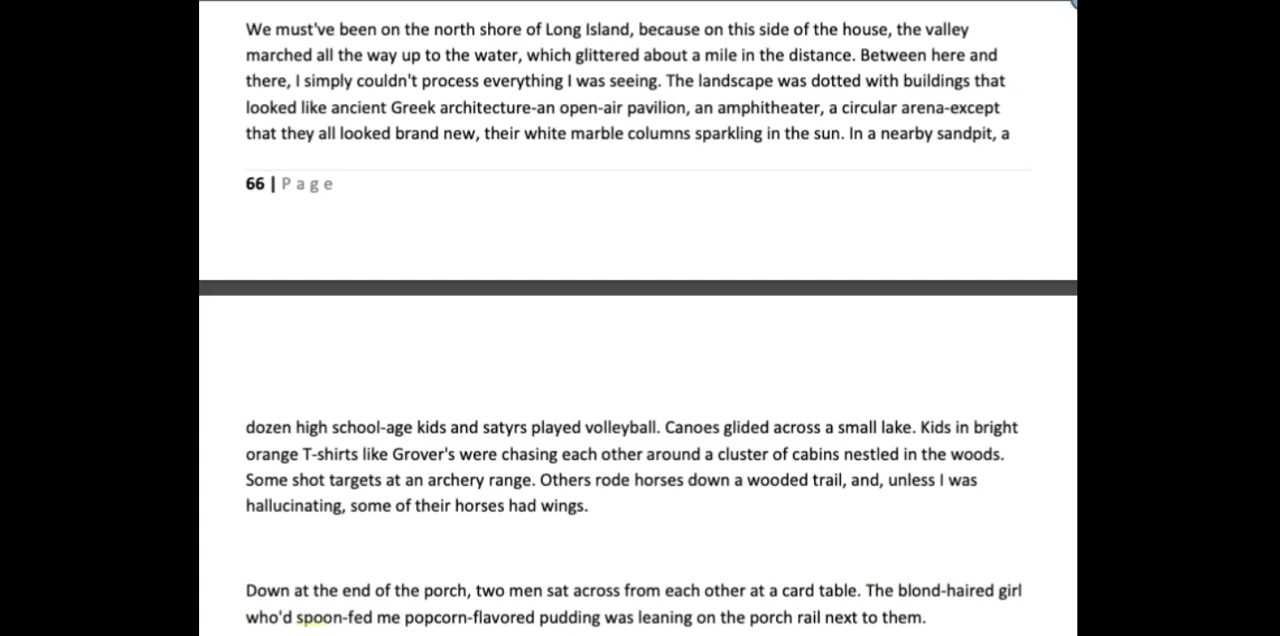 We must've been on the north shore of Long Island, because on this side of the house, the valley
marched all the way up to the water, which glittered about a mile in the distance. Between here and
there, I simply couldn't process everything I was seeing. The landscape was dotted with buildings that
looked like ancient Greek architecture-an open-air pavilion, an amphitheater, a circular arena-except
that they all looked brand new, their white marble columns sparkling in the sun. In a nearby sandpit, a
66 | P a g e
dozen high school-age kids and satyrs played volleyball. Canoes glided across a small lake. Kids in bright
orange T-shirts like Grover's were chasing each other around a cluster of cabins nestled in the woods.
Some shot targets at an archery range. Others rode horses down a wooded trail, and, unless I was
hallucinating, some of their horses had wings.
Down at the end of the porch, two men sat across from each other at a card table. The blond-haired girl
who'd spoon-fed me popcorn-flavored pudding was leaning on the porch rail next to them.